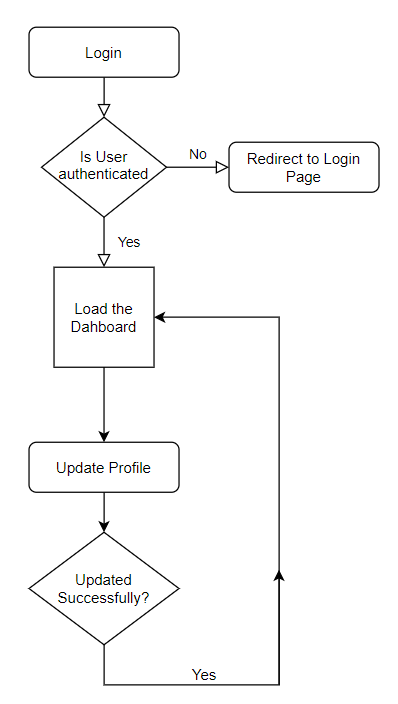 Login
Is User
authenticated
No
Redirect to Login
Page
Yes
Load the
Dahboard
Update Profile
Updated
Successfully?
Yes